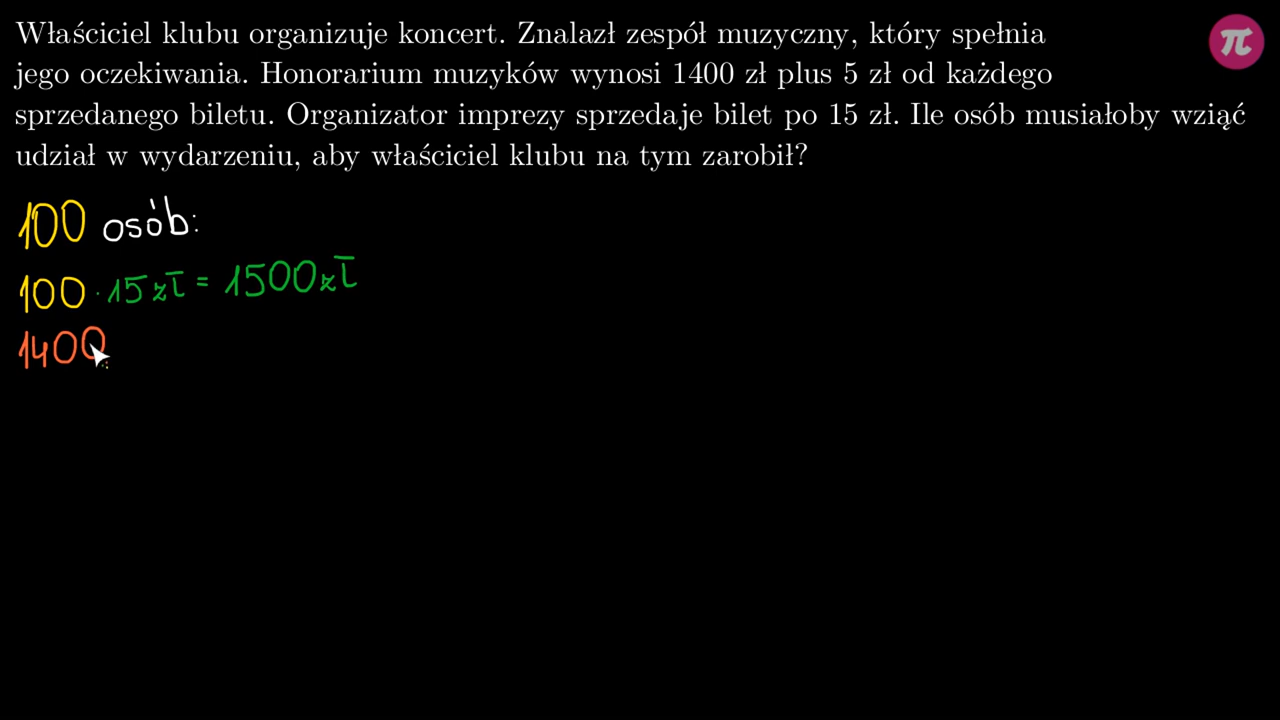 Właściciel klubu organizuje koncert. Znalazł zespół muzyczny, który spełnia
jego oczekiwania. Honorarium muzyków wynosi 1400 zł plus 5 zł od każdego
sprzedanego biletu. Organizator imprezy sprzedaje bilet po 15 zł. Ile osób musiałoby wziąć
udział w wydarzeniu, aby właściciel klubu na tym zarobił?
100 osób:
100 · 15 zł = 1500 zł
1400
π